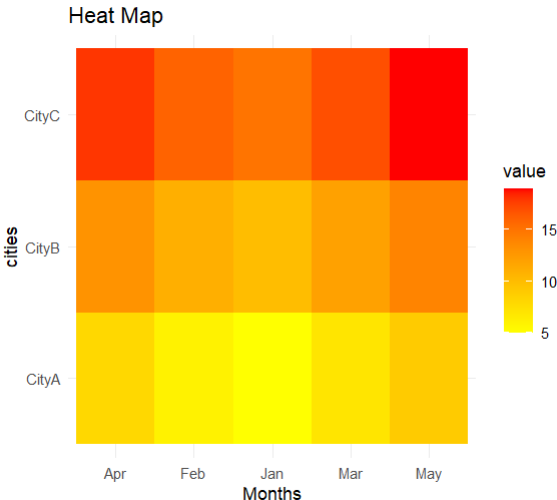 Heat Map
CityC
CityB
CityA
cities
Apr Feb Jan Mar May
Months
value
15
10
5